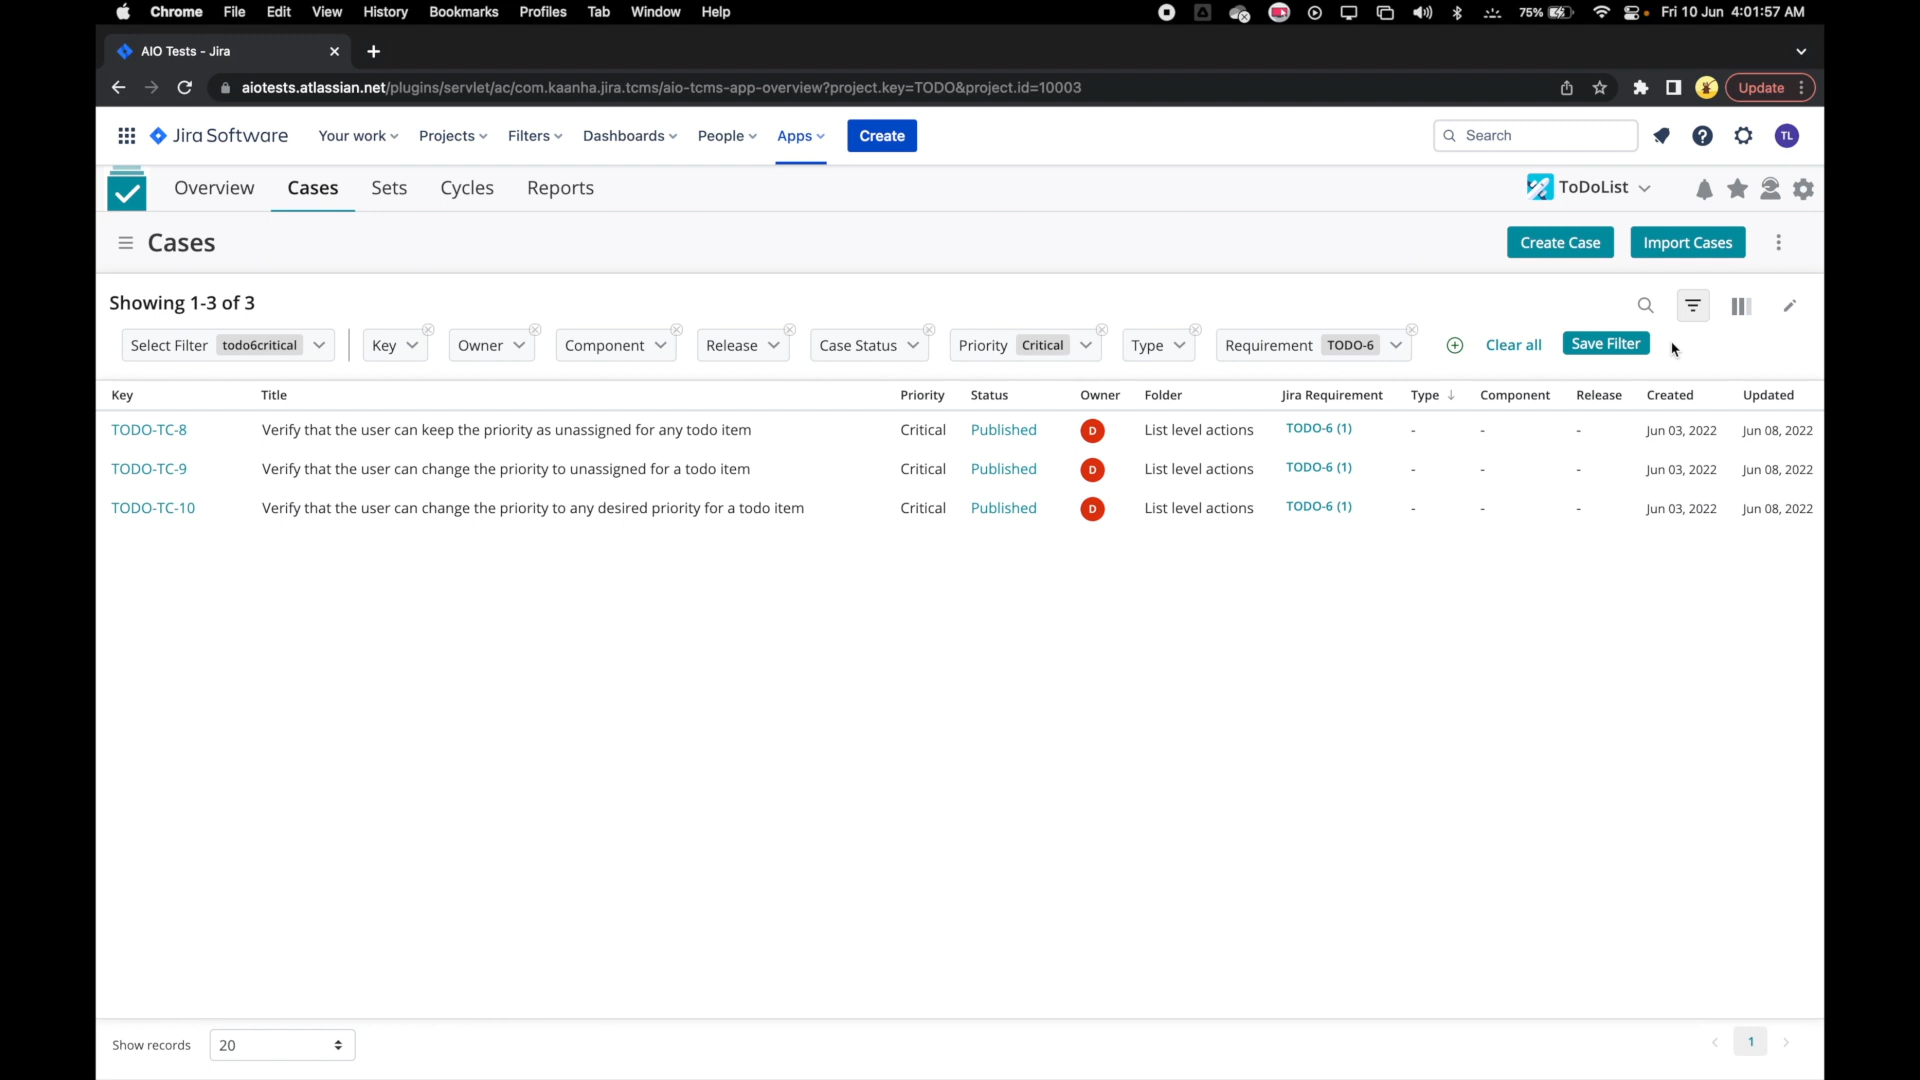 Chrome File Edit View History Bookmarks Profiles Tab Window Help 75% Fri 10 Jun 4:01:57 AM
AIO Tests - Jira
aiotests.atlassian.net/plugins/servlet/ac/com.kaanha.jira.tcms/aio-tcms-app-overview?project.key=TODO&project.id=10003 Update
Jira Software Your work Projects Filters Dashboards People Apps Create Search TL
Overview Cases Sets Cycles Reports ToDoList
Cases Create Case Import Cases
Showing 1-3 of 3
Select Filter todo6critical Key Owner Component Release Case Status Priority Critical Type Requirement TODO-6 Clear all Save Filter
Key Title Priority Status Owner Folder Jira Requirement Type ↓ Component Release Created Updated
TODO-TC-8 Verify that the user can keep the priority as unassigned for any todo item Critical Published D List level actions TODO-6 (1) - - - Jun 03, 2022 Jun 08, 2022
TODO-TC-9 Verify that the user can change the priority to unassigned for a todo item Critical Published D List level actions TODO-6 (1) - - - Jun 03, 2022 Jun 08, 2022
TODO-TC-10 Verify that the user can change the priority to any desired priority for a todo item Critical Published D List level actions TODO-6 (1) - - - Jun 03, 2022 Jun 08, 2022
Show records 20 1